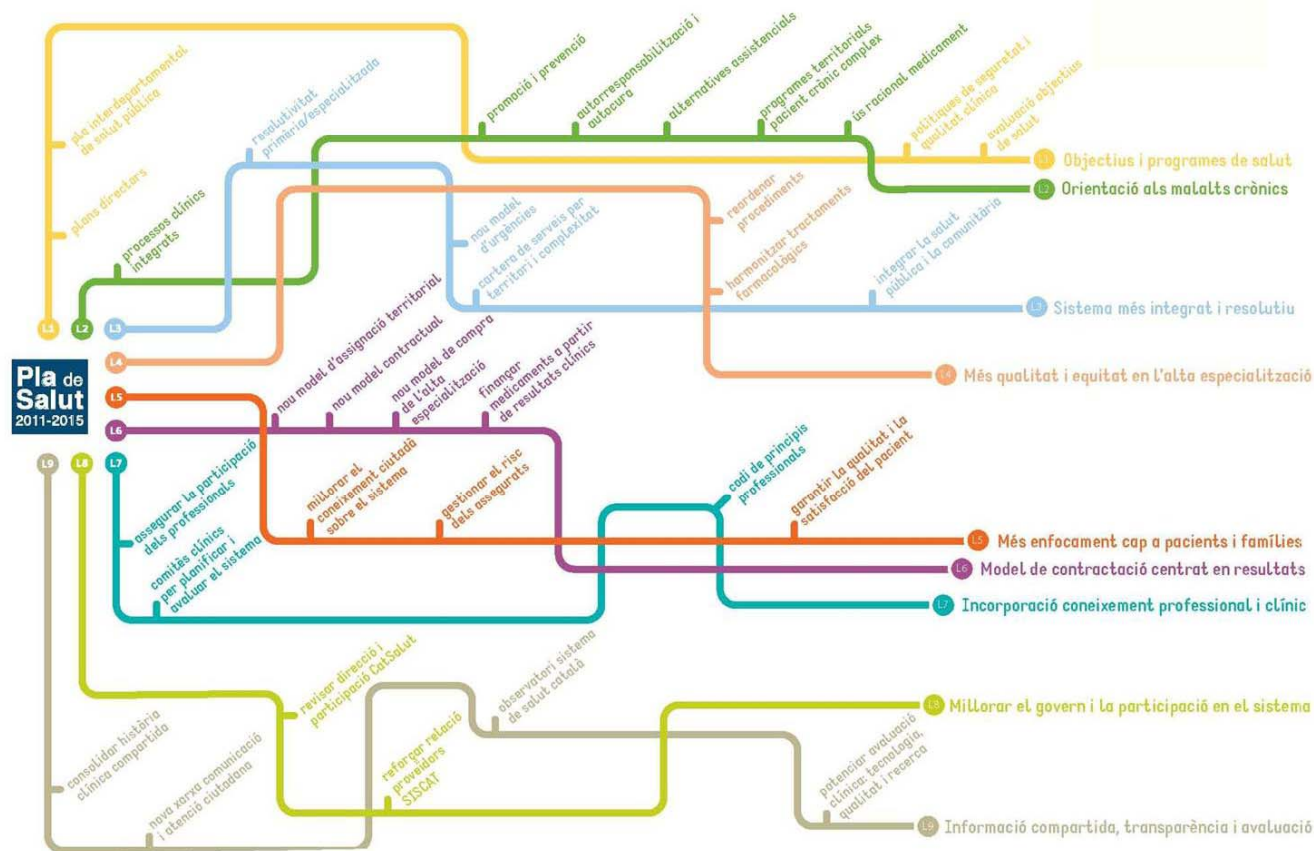 pla interdepartamental
de salut pública
plans directors
polítiques de seguretat i
qualitat clínica
avaluació objectius
de salut
L1
Objectius i programes de salut
processos clínics
integrats
promoció i prevenció
autorresponsabilització i
autocura
alternatives assistencials
programes territorials
pacient crònic complex
ús racional medicament
L2
Orientació als malalts crònics
resolutivitat
primària/especialitzada
nou model
d'urgències
cartera de serveis per
territori i complexitat
integrar la salut
pública i la comunitària
L3
Sistema més integrat i resolutiu
reordenar
procediments
harmonitzar tractaments
farmacològics
L4
Més qualitat i equitat en l'alta especialització
L1
L2
L3
L4
L5
L6
L9
L8
L7
Pla de
Salut
2011-2015
nou model d'assignació territorial
nou model contractual
nou model de compra
de l'alta
especialització
finançar
medicaments a partir
de resultats clínics
millorar el
coneixement ciutadà
sobre el sistema
gestionar el risc
dels assegurats
garantir la qualitat i la
satisfacció del pacient
L5
Més enfocament cap a pacients i famílies
L6
Model de contractació centrat en resultats
assegurar la participació
dels professionals
comitès clínics
per planificar i
avaluar el sistema
codi de principis
professionals
L7
Incorporació coneixement professional i clínic
revisar direcció i
participació CatSalut
reforçar relació
proveïdors
SISCAT
L8
Millorar el govern i la participació en el sistema
consolidar història
clínica compartida
nova xarxa comunicació
i atenció ciutadana
observatori sistema
de salut català
potenciar avaluació
clínica: tecnologia,
qualitat i recerca
L9
Informació compartida, transparència i avaluació